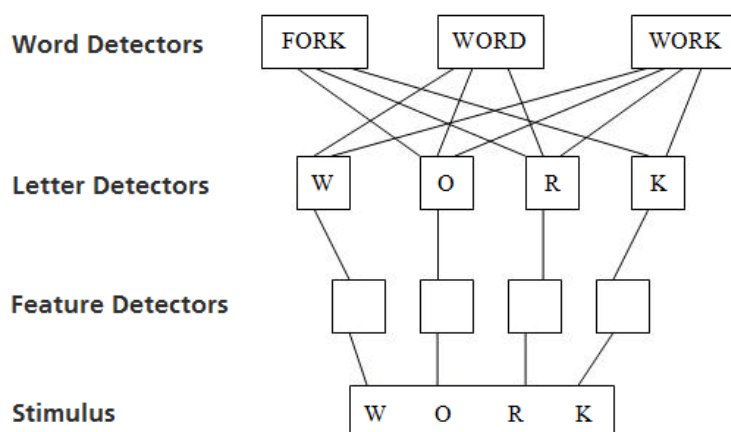 Word Detectors FORK WORD WORK
Letter Detectors W O R K
Feature Detectors
Stimulus W O R K